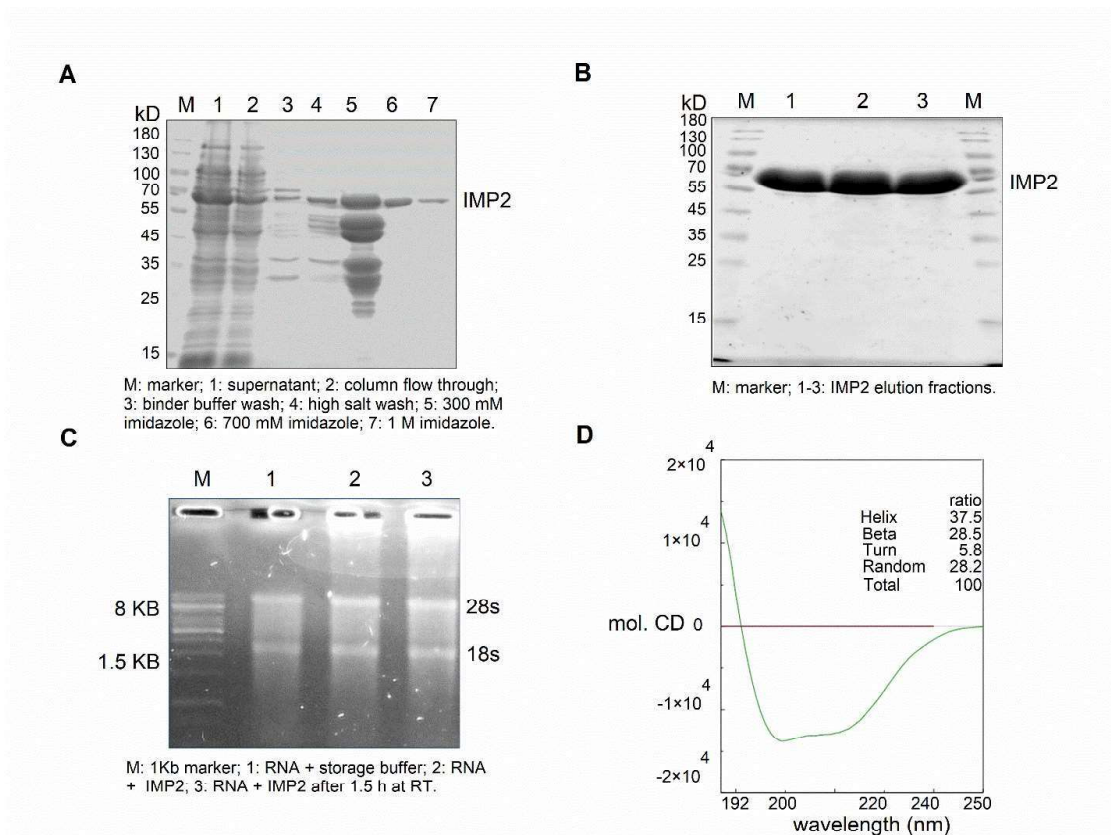 A
kD M 1 2 3 4 5 6 7
180
130
100
70
55
45
35
25
15
IMP2
M: marker; 1: supernatant; 2: column flow through;
3: binder buffer wash; 4: high salt wash; 5: 300 mM
imidazole; 6: 700 mM imidazole; 7: 1 M imidazole.
B
kD M 1 2 3 M
180
130
100
70
55
45
35
25
15
IMP2
M: marker; 1-3: IMP2 elution fractions.
C
M 1 2 3
8 KB
1.5 KB
28s
18s
M: 1Kb marker; 1: RNA + storage buffer; 2: RNA
+ IMP2; 3: RNA + IMP2 after 1.5 h at RT.
D
2×10 4
1×10 4
mol. CD 0
-1×10 4
-2×10 4
ratio
Helix 37.5
Beta 28.5
Turn 5.8
Random 28.2
Total 100
192 200 220 240 250
wavelength (nm)